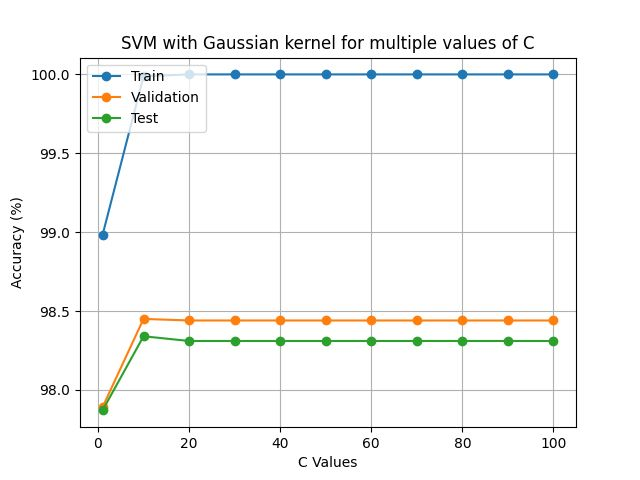 SVM with Gaussian kernel for multiple values of C
100.0
99.5
99.0
98.5
98.0
Accuracy (%)
Train
Validation
Test
0 20 40 60 80 100
C Values